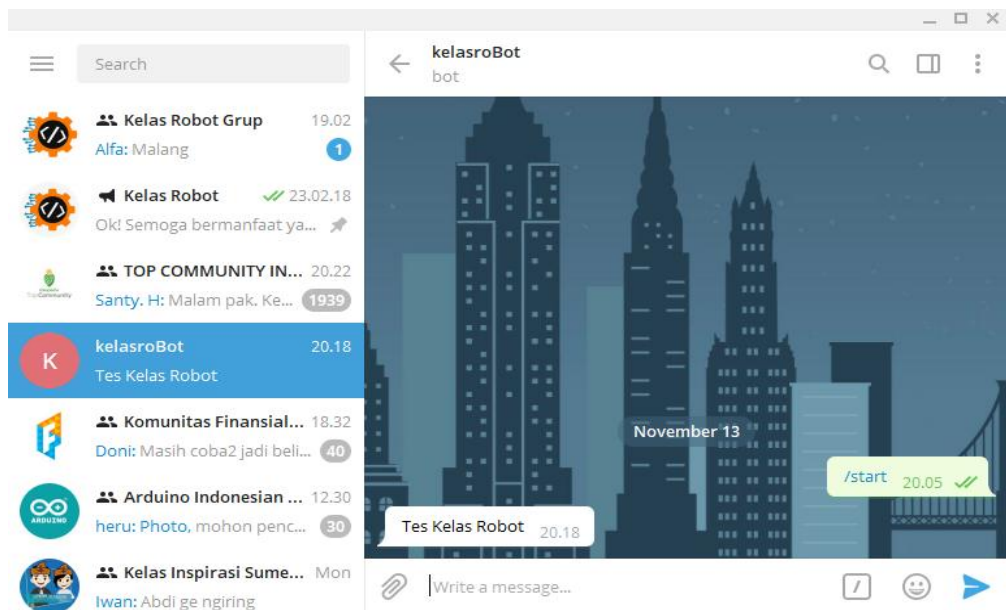 Search
Kelas Robot Grup 19.02
Alfa: Malang 1
Kelas Robot 23.02.18
Ok! Semoga bermanfaat ya...
TOP COMMUNITY IN... 20.22
Santy. H: Malam pak. Ke... 1939
K
kelasroBot 20.18
Tes Kelas Robot
Komunitas Finansial... 18.32
Doni: Masih coba2 jadi beli... 40
Arduino Indonesian ... 12.30
heru: Photo, mohon penc... 30
ARDUINO
Kelas Inspirasi Sume... Mon
Iwan: Abdi ge ngiring
kelasroBot
bot
November 13
/start 20.05
Tes Kelas Robot 20.18
Write a message...